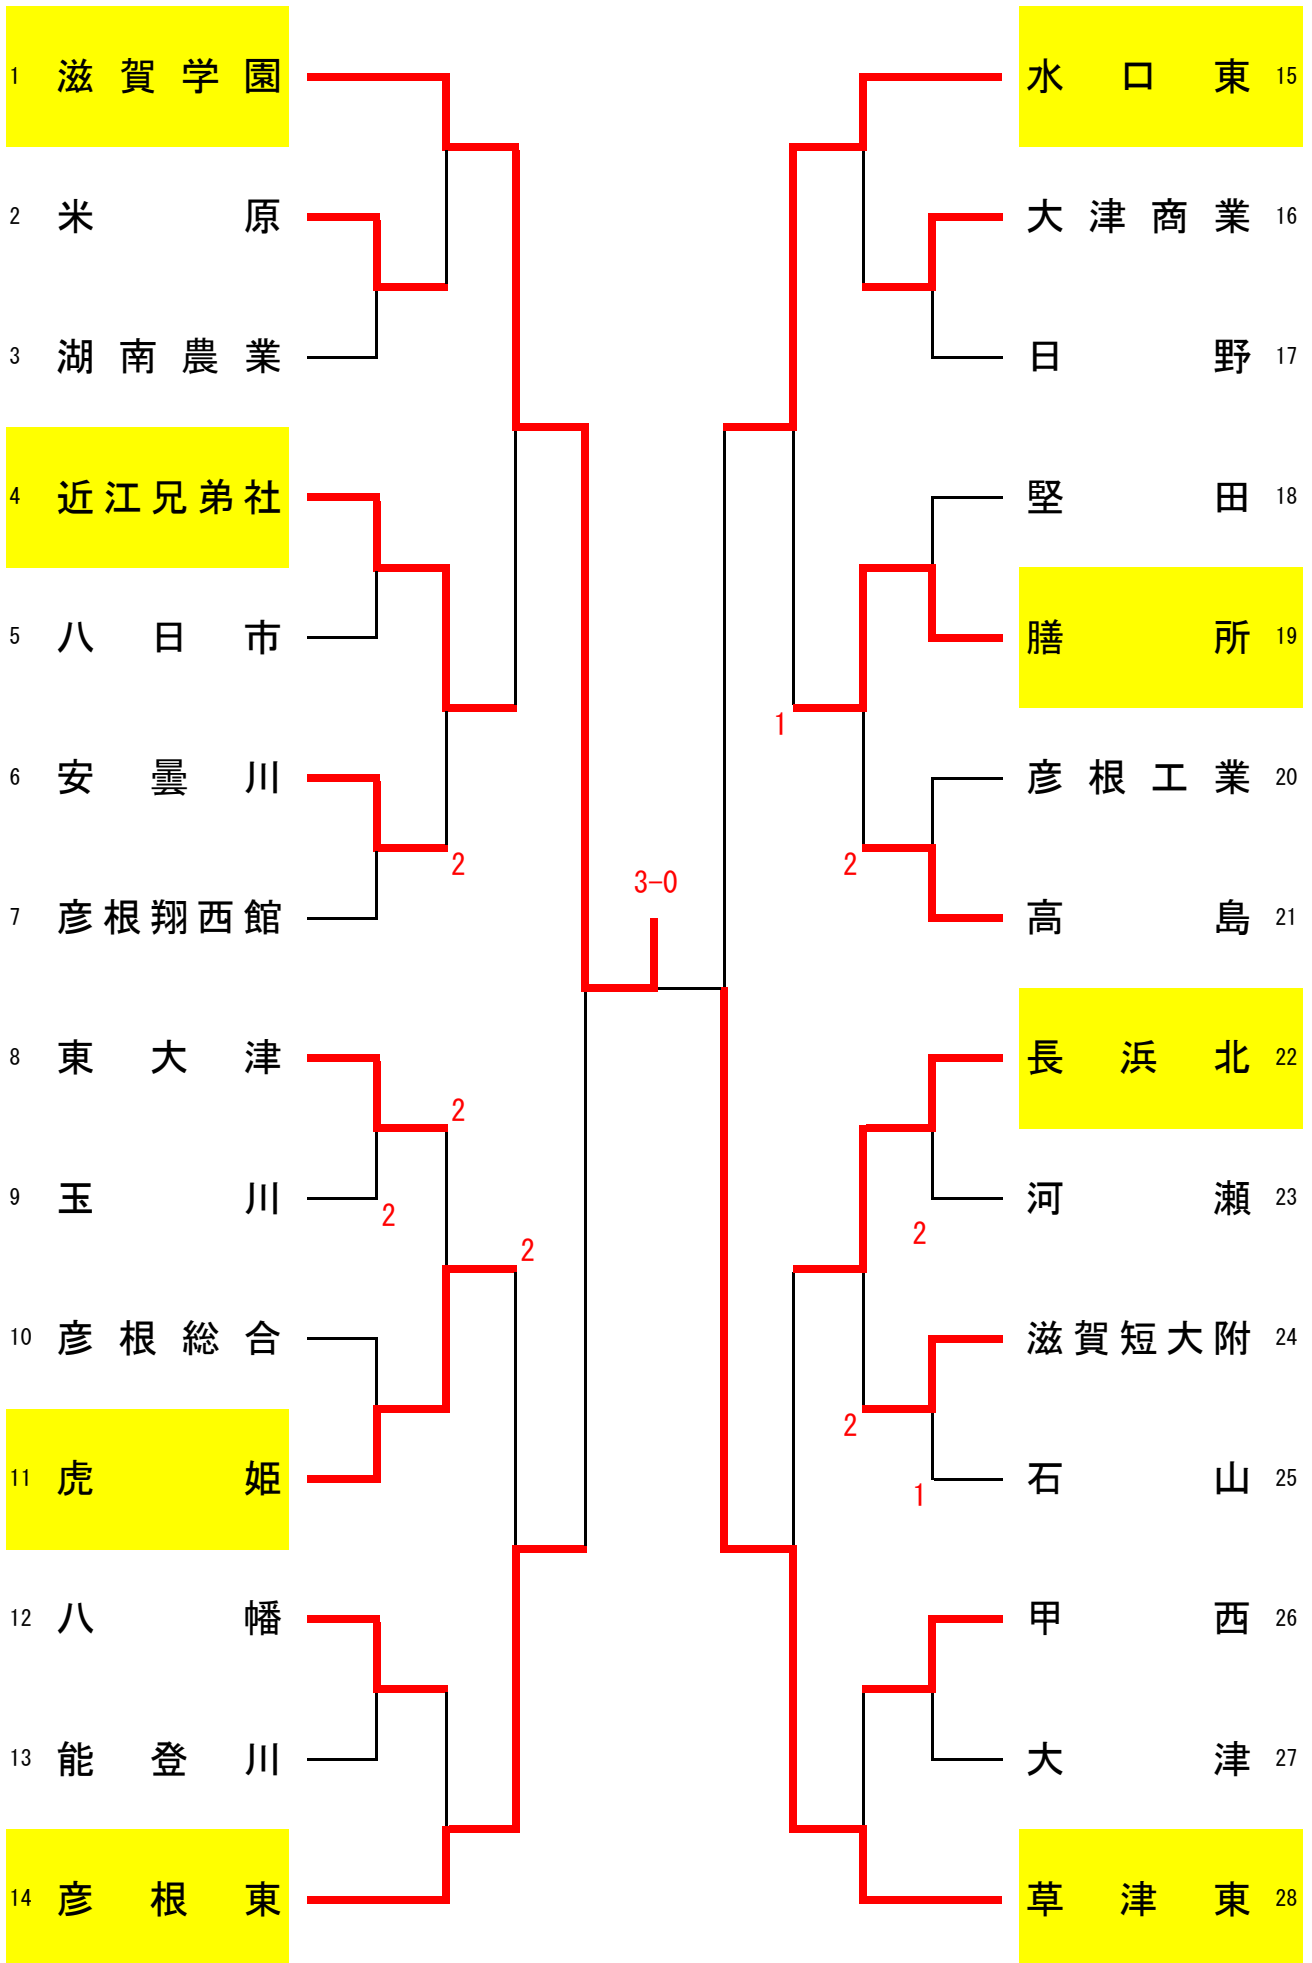 1 滋賀学園
2 米原
3 湖南農業
4 近江兄弟社
5 八日市
6 安曇川
2
7 彦根翔西館
8 東大津
2
9 玉川
2
2
10 彦根総合
11 虎姫
12 八幡
13 能登川
14 彦根東
3-0
水口東 15
大津商業 16
日野 17
堅田 18
膳所 19
1
彦根工業 20
2
高島 21
長浜北 22
河瀬 23
2
滋賀短大附 24
2
石山 25
1
甲西 26
大津 27
草津東 28